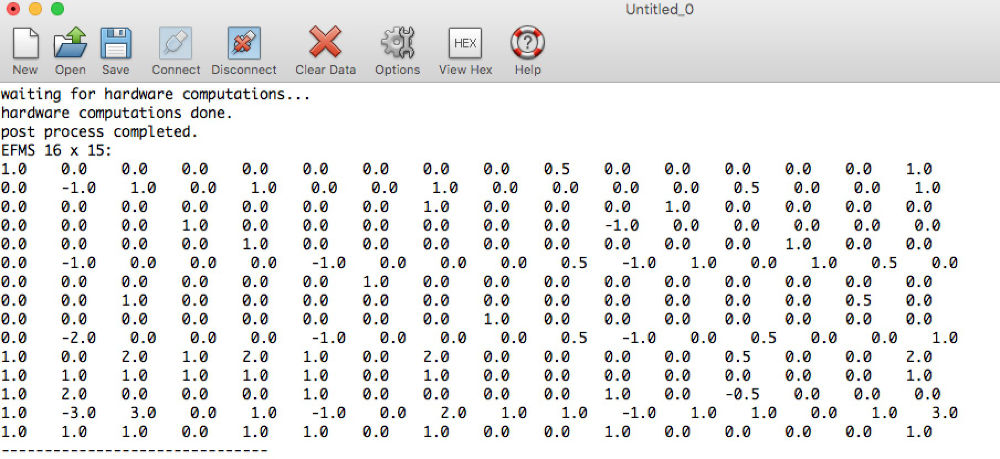 Untitled_0
New Open Save Connect Disconnect Clear Data Options HEX View Hex ? Help
waiting for hardware computations...
hardware computations done.
post process completed.
EFMS 16 x 15:
1.0 0.0 0.0 0.0 0.0 0.0 0.0 0.0 0.0 0.5 0.0 0.0 0.0 0.0 0.0 1.0
0.0 -1.0 1.0 0.0 1.0 0.0 0.0 1.0 0.0 0.0 0.0 0.0 0.5 0.0 0.0 1.0
0.0 0.0 0.0 0.0 0.0 0.0 0.0 1.0 0.0 0.0 0.0 1.0 0.0 0.0 0.0 0.0
0.0 0.0 0.0 1.0 0.0 0.0 0.0 0.0 0.0 0.0 -1.0 0.0 0.0 0.0 0.0 0.0
0.0 0.0 0.0 0.0 1.0 0.0 0.0 0.0 0.0 0.0 0.0 0.0 0.0 1.0 0.0 0.0
0.0 -1.0 0.0 0.0 0.0 -1.0 0.0 0.0 0.0 0.5 -1.0 1.0 0.0 1.0 0.5 0.0
0.0 0.0 0.0 0.0 0.0 0.0 1.0 0.0 0.0 0.0 0.0 0.0 0.0 0.0 0.0 0.0
0.0 0.0 1.0 0.0 0.0 0.0 0.0 0.0 0.0 0.0 0.0 0.0 0.0 0.0 0.5 0.0
0.0 0.0 0.0 0.0 0.0 0.0 0.0 0.0 1.0 0.0 0.0 0.0 0.0 0.0 0.0 0.0
0.0 -2.0 0.0 0.0 0.0 -1.0 0.0 0.0 0.0 0.5 -1.0 0.0 0.5 0.0 0.0 1.0
1.0 0.0 2.0 1.0 2.0 1.0 0.0 2.0 0.0 0.0 0.0 0.0 0.5 0.0 0.0 2.0
1.0 1.0 1.0 1.0 1.0 1.0 0.0 1.0 0.0 0.0 0.0 0.0 0.0 0.0 0.0 1.0
1.0 2.0 0.0 0.0 0.0 1.0 0.0 0.0 0.0 0.0 1.0 0.0 -0.5 0.0 0.0 0.0
1.0 -3.0 3.0 0.0 1.0 -1.0 0.0 2.0 1.0 1.0 -1.0 1.0 1.0 0.0 1.0 3.0
1.0 1.0 1.0 0.0 1.0 1.0 0.0 1.0 0.0 0.0 1.0 0.0 0.0 0.0 0.0 1.0
-------------------------------